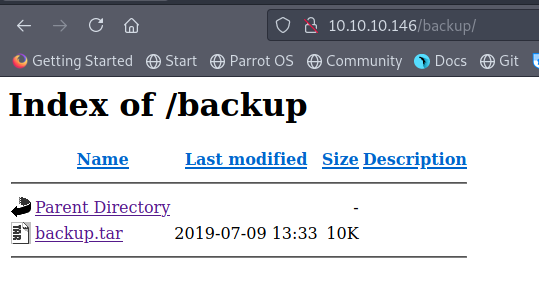 10.10.10.146/backup/
Getting Started Start Parrot OS Community Docs Git
Index of /backup
Name Last modified Size Description
Parent Directory -
TAR backup.tar 2019-07-09 13:33 10K